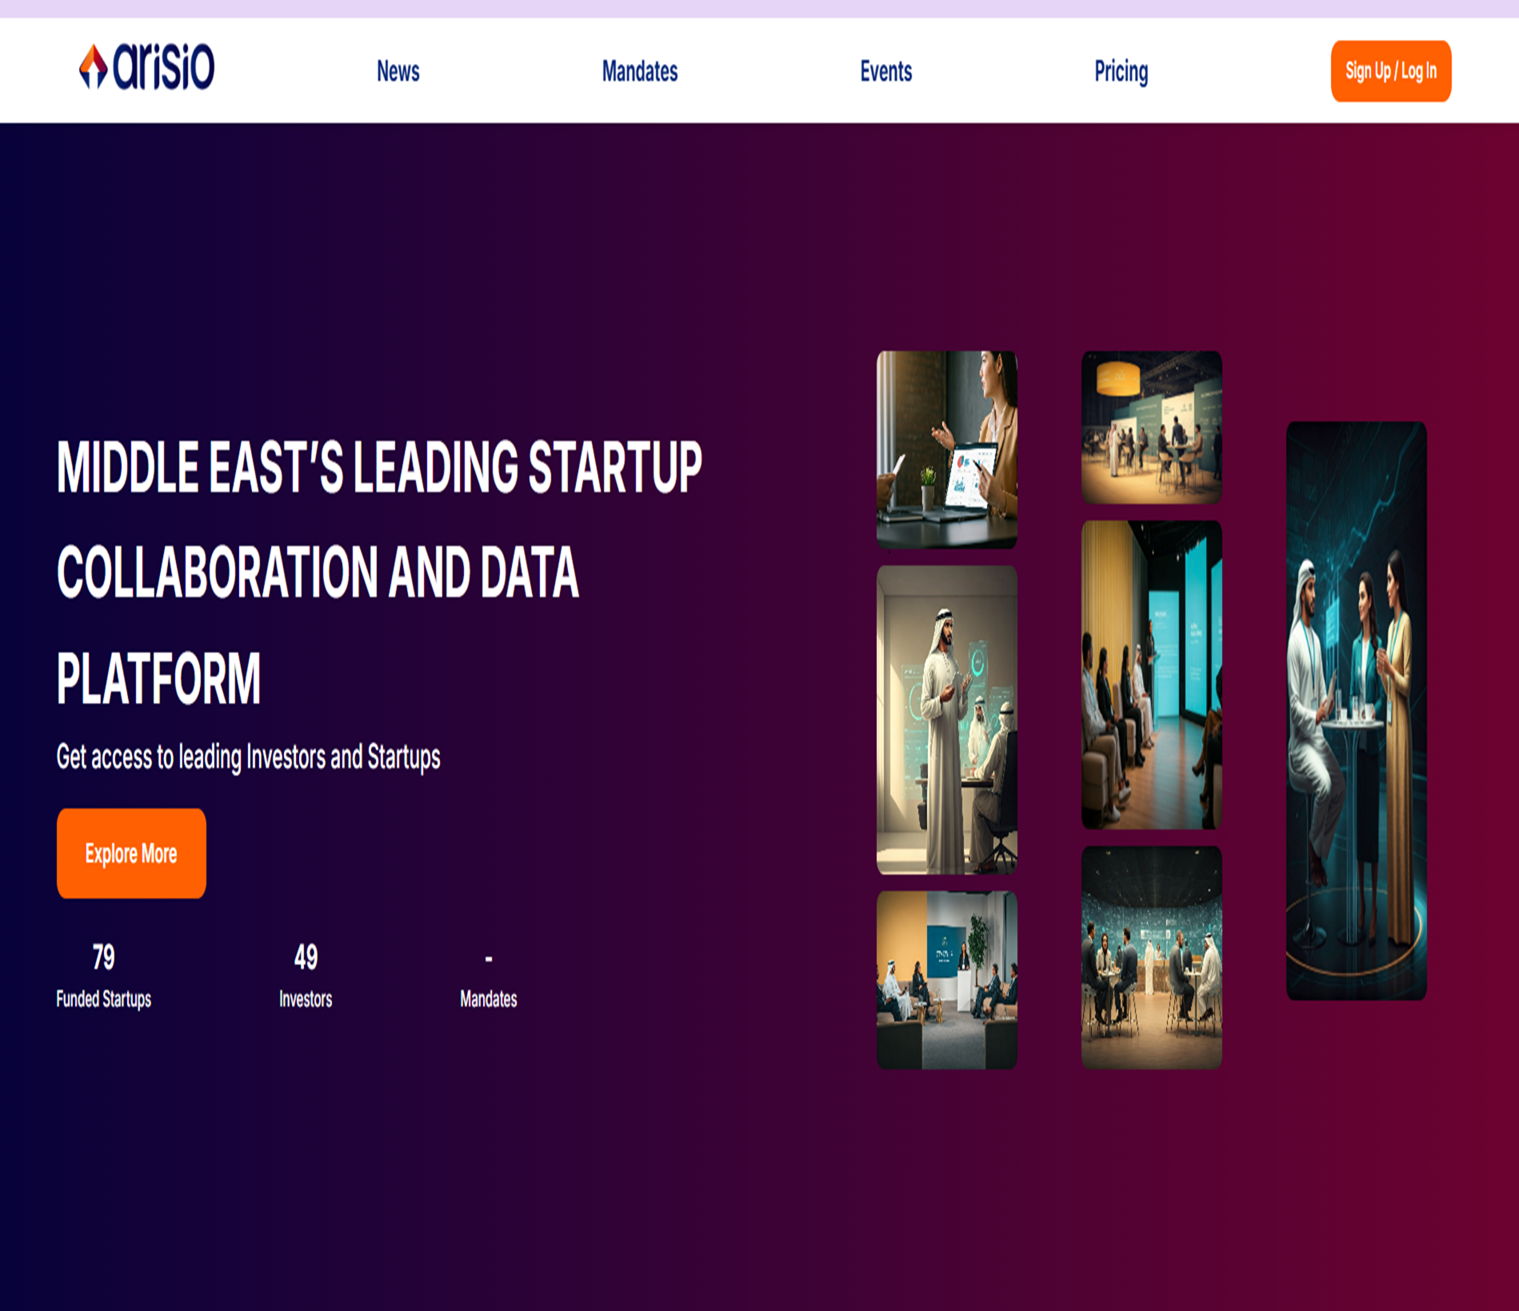 arisio
News
Mandates
Events
Pricing
Sign Up / Log In
MIDDLE EAST'S LEADING STARTUP
COLLABORATION AND DATA
PLATFORM
Get access to leading Investors and Startups
Explore More
79
Funded Startups
49
Investors
-
Mandates